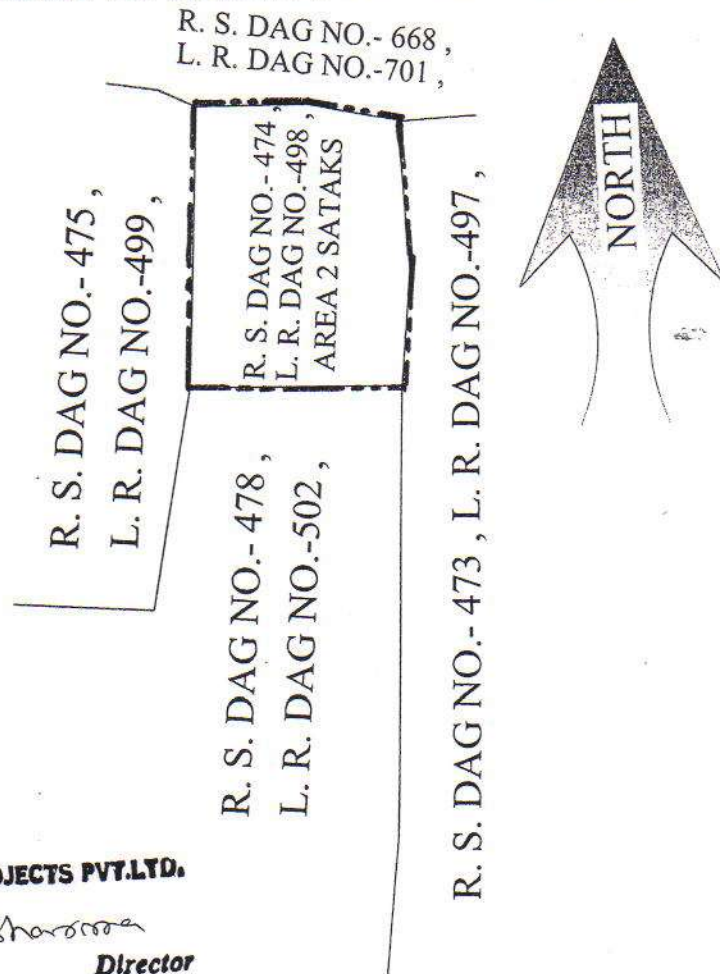 R. S. DAG NO.- 668 ,
L. R. DAG NO.-701 ,
NORTH
R. S. DAG NO.- 474,
L. R. DAG NO.-498 ,
AREA 2 SATAKS
R. S. DAG NO.- 475 ,
L. R. DAG NO.-499 ,
R. S. DAG NO.- 478 ,
L. R. DAG NO.-502 ,
R. S. DAG NO.- 473 , L. R. DAG NO.-497 ,
PVT.LTD.
Director